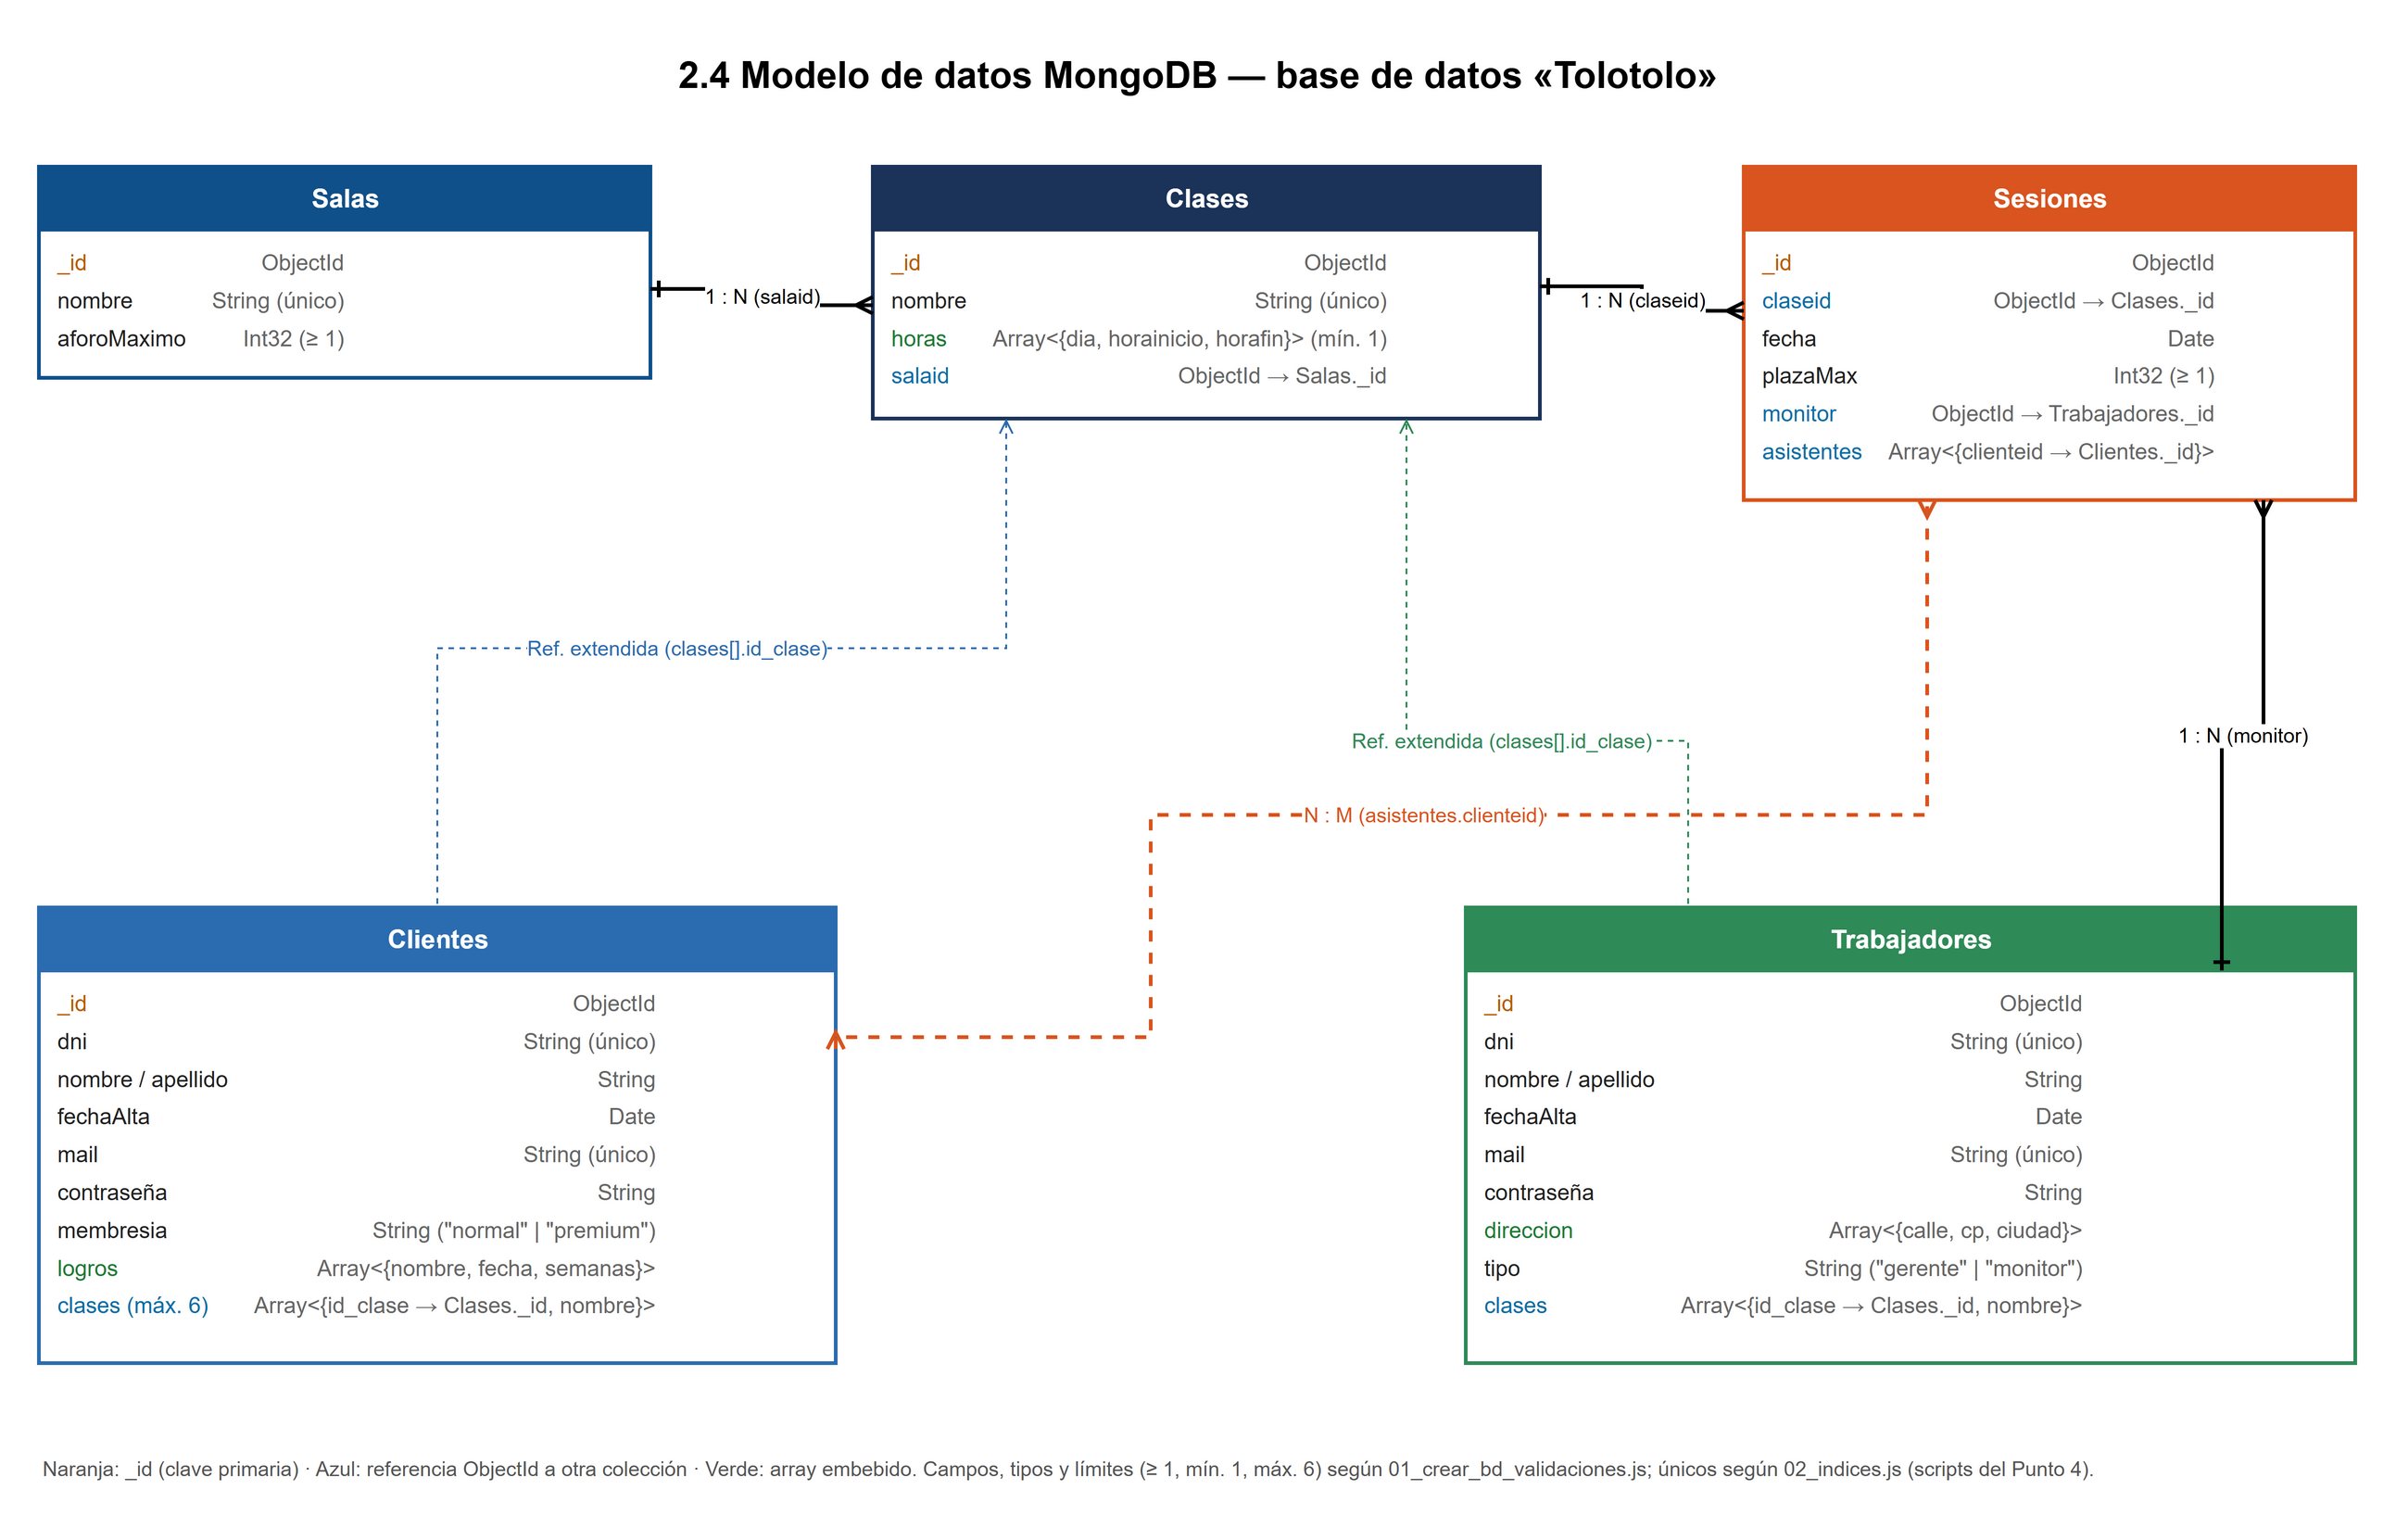 2.4 Modelo de datos MongoDB — base de datos «Tolotolo»
Salas
_id ObjectId
nombre String (único)
aforoMaximo Int32 (≥ 1)
1 : N (salaid)
Clases
_id ObjectId
nombre String (único)
horas Array<{dia, horainicio, horafin}> (mín. 1)
salaid ObjectId → Salas._id
1 : N (claseid)
Sesiones
_id ObjectId
claseid ObjectId → Clases._id
fecha Date
plazaMax Int32 (≥ 1)
monitor ObjectId → Trabajadores._id
asistentes Array<{clienteid → Clientes._id}>
Ref. extendida (clases[].id_clase)
Ref. extendida (clases[].id_clase)
1 : N (monitor)
N : M (asistentes.clienteid)
Clientes
_id ObjectId
dni String (único)
nombre / apellido String
fechaAlta Date
mail String (único)
contraseña String
membresia String ("normal" | "premium")
logros Array<{nombre, fecha, semanas}>
clases (máx. 6) Array<{id_clase → Clases._id, nombre}>
Trabajadores
_id ObjectId
dni String (único)
nombre / apellido String
fechaAlta Date
mail String (único)
contraseña String
direccion Array<{calle, cp, ciudad}>
tipo String ("gerente" | "monitor")
clases Array<{id_clase → Clases._id, nombre}>
Naranja: _id (clave primaria) · Azul: referencia ObjectId a otra colección · Verde: array embebido. Campos, tipos y límites (≥ 1, mín. 1, máx. 6) según 01_crear_bd_validaciones.js; únicos según 02_indices.js (scripts del Punto 4).